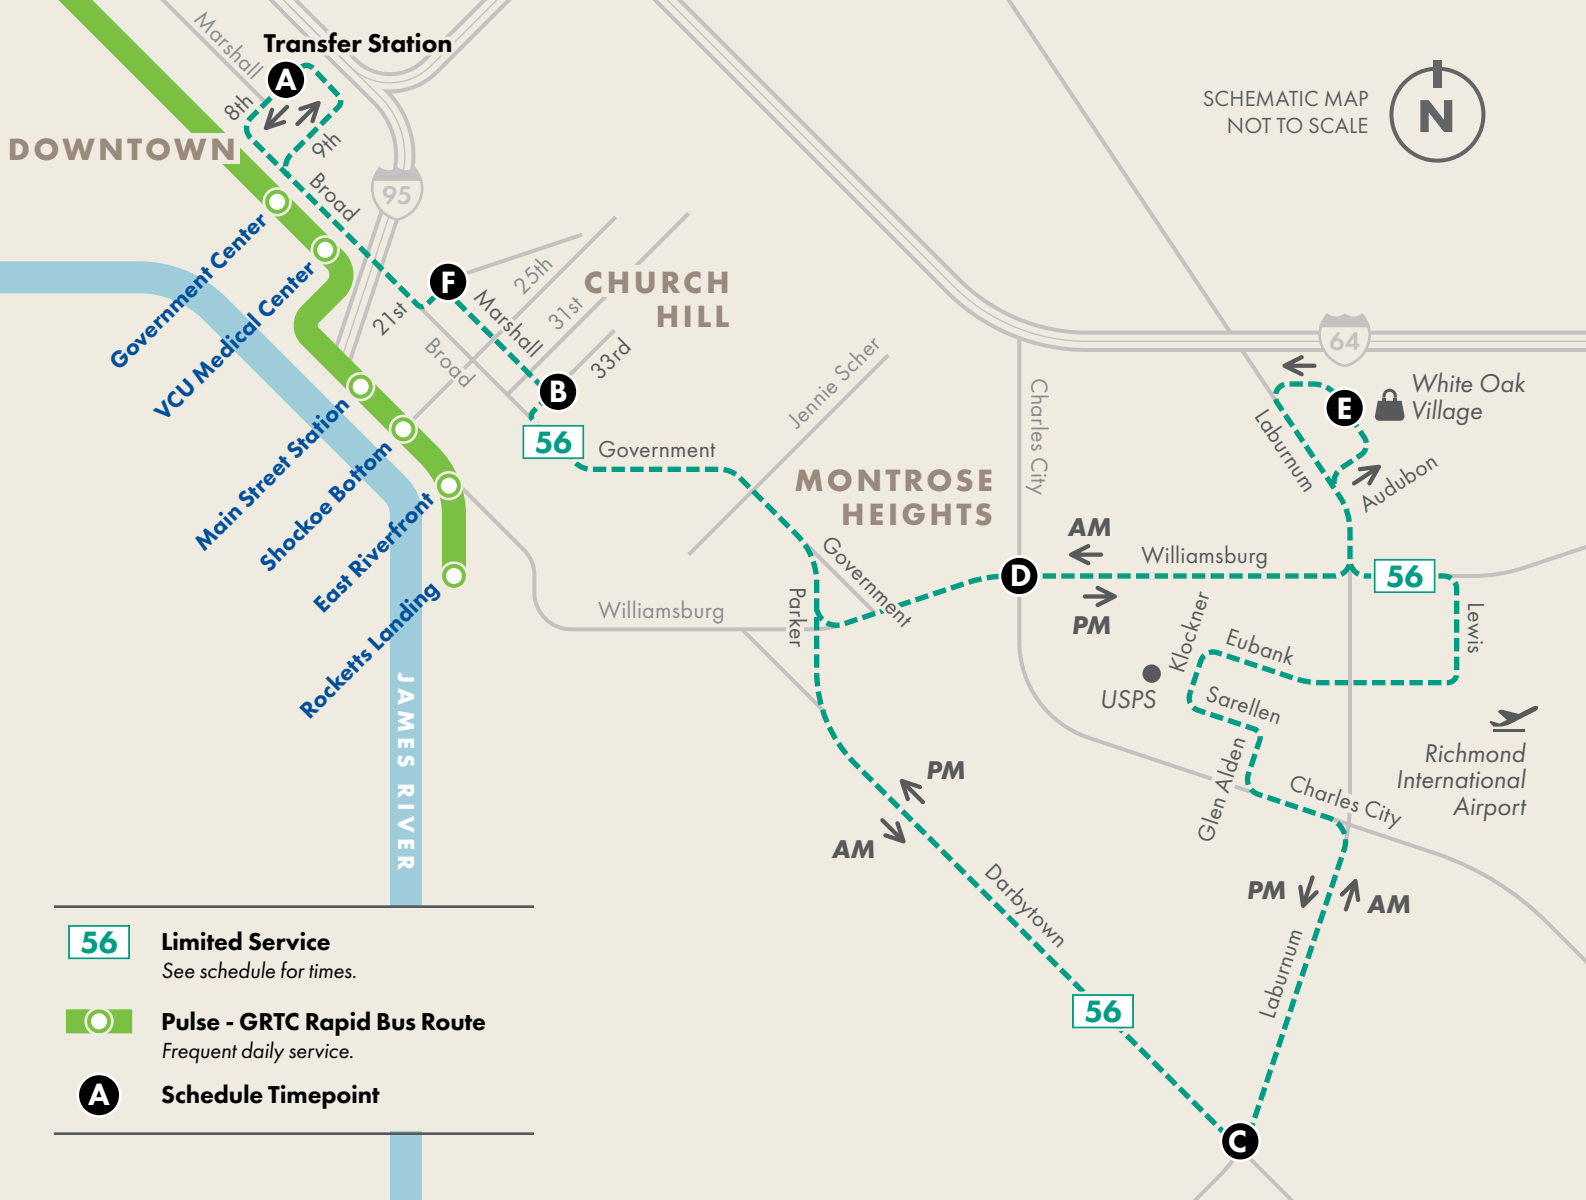 Marshall
Transfer Station
A
8th
9th
DOWNTOWN
Broad
95
SCHEMATIC MAP
NOT TO SCALE
N
Government Center
VCU Medical Center
Main Street Station
Shockoe Bottom
East Riverfront
Rocketts Landing
JAMES RIVER
F
21st
Marshall
Broad
25th
31st
33rd
CHURCH
HILL
B
56
Government
Jennie Scher
MONTROSE
HEIGHTS
Government
Parker
Williamsburg
Charles City
D
AM
PM
Williamsburg
64
White Oak
Village
E
Laburnum
Audubon
56
Lewis
Klockner
Eubank
USPS
Sarellen
Glen Alden
Charles City
Richmond
International
Airport
PM
AM
PM
AM
Darbytown
Laburnum
56
C
56
Limited Service
See schedule for times.
Pulse - GRTC Rapid Bus Route
Frequent daily service.
A
Schedule Timepoint